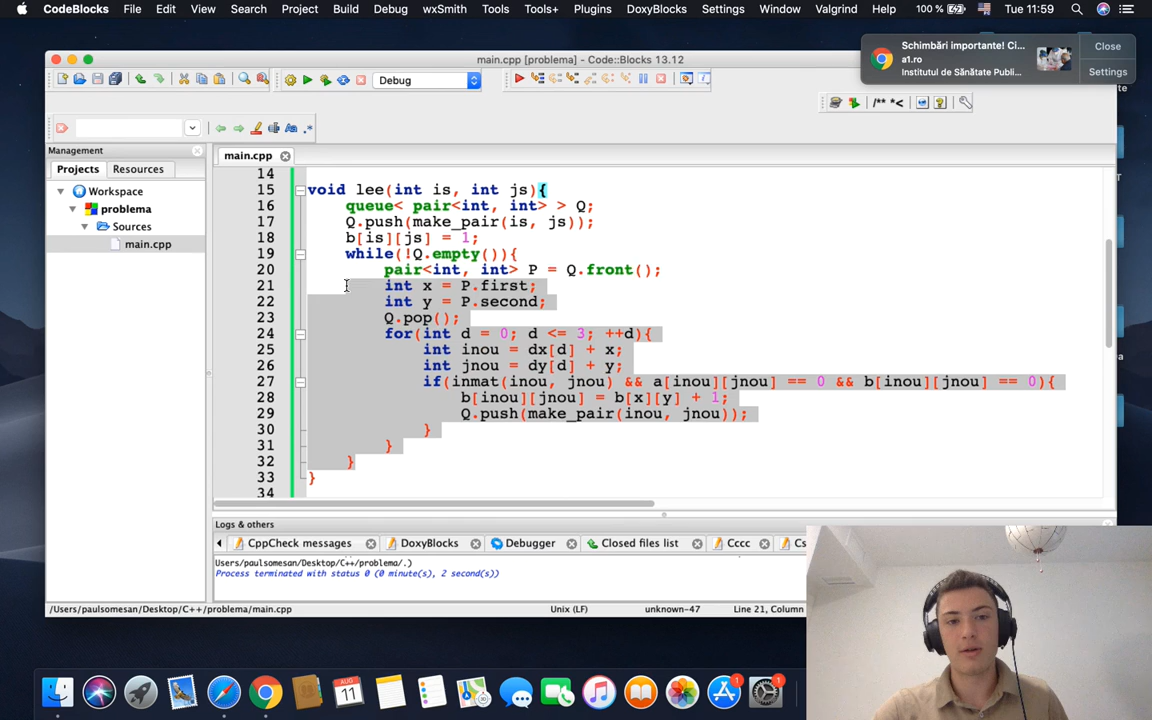 CodeBlocks File Edit View Search Project Build Debug wxSmith Tools Tools+ Plugins DoxyBlocks Settings Window Valgrind Help 100 % Tue 11:59
main.cpp [problema] - Code::Blocks 13.12
Schimbări importante! Ci...
a1.ro
Institutul de Sănătate Publi...
Close
Settings
Debug
/** *<
Management
Projects Resources
Workspace
problema
Sources
main.cpp
main.cpp
14
15 void lee(int is, int js){
16 queue< pair<int, int> > Q;
17 Q.push(make_pair(is, js));
18 b[is][js] = 1;
19 while(!Q.empty()){
20 pair<int, int> P = Q.front();
21 int x = P.first;
22 int y = P.second;
23 Q.pop();
24 for(int d = 0; d <= 3; ++d){
25 int inou = dx[d] + x;
26 int jnou = dy[d] + y;
27 if(inmat(inou, jnou) && a[inou][jnou] == 0 && b[inou][jnou] == 0){
28 b[inou][jnou] = b[x][y] + 1;
29 Q.push(make_pair(inou, jnou));
30 }
31 }
32 }
33 }
34
Logs & others
CppCheck messages DoxyBlocks Debugger Closed files list Cccc
Users/paulsomesan/Desktop/C++/problema/.)
Process terminated with status 0 (0 minute(s), 2 second(s))
/Users/paulsomesan/Desktop/C++/problema/main.cpp Unix (LF) unknown-47 Line 21, Column
AUG
11
1
1